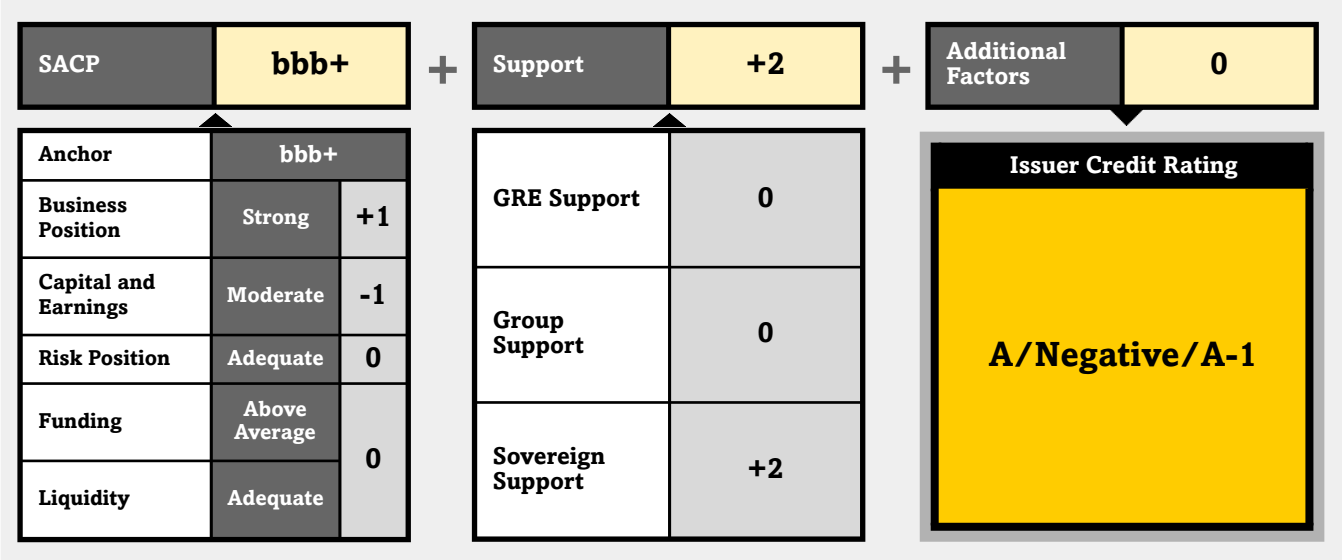 SACP
bbb+
+
Support
+2
+
Additional
Factors
0
Anchor
bbb+
Business
Position
Strong
+1
Capital and
Earnings
Moderate
-1
Risk Position
Adequate
0
Funding
Above
Average
0
Liquidity
Adequate
GRE Support
0
Group
Support
0
Sovereign
Support
+2
Issuer Credit Rating
A/Negative/A-1